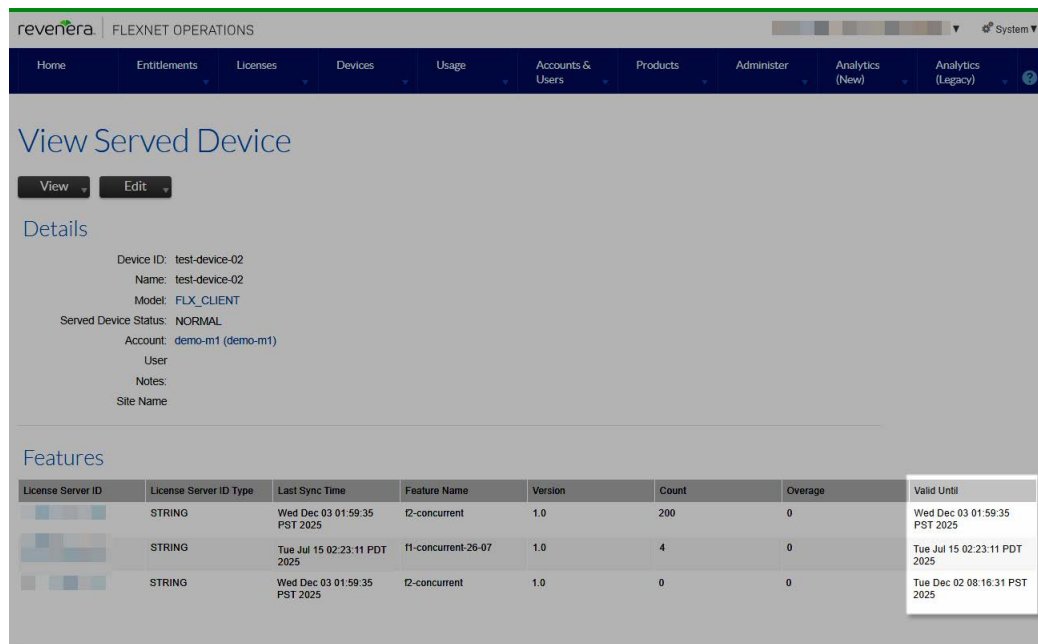 revenera. FLEXNET OPERATIONS System
Home Entitlements Licenses Devices Usage Accounts & Users Products Administer Analytics (New) Analytics (Legacy) ?
View Served Device
View Edit
Details
Device ID: test-device-02
Name: test-device-02
Model: FLX_CLIENT
Served Device Status: NORMAL
Account: demo-m1 (demo-m1)
User
Notes:
Site Name
Features
License Server ID License Server ID Type Last Sync Time Feature Name Version Count Overage Valid Until
STRING Wed Dec 03 01:59:35 PST 2025 f2-concurrent 1.0 200 0 Wed Dec 03 01:59:35 PST 2025
STRING Tue Jul 15 02:23:11 PDT 2025 f1-concurrent-26-07 1.0 4 0 Tue Jul 15 02:23:11 PDT 2025
STRING Wed Dec 03 01:59:35 PST 2025 f2-concurrent 1.0 0 0 Tue Dec 02 08:16:31 PST 2025